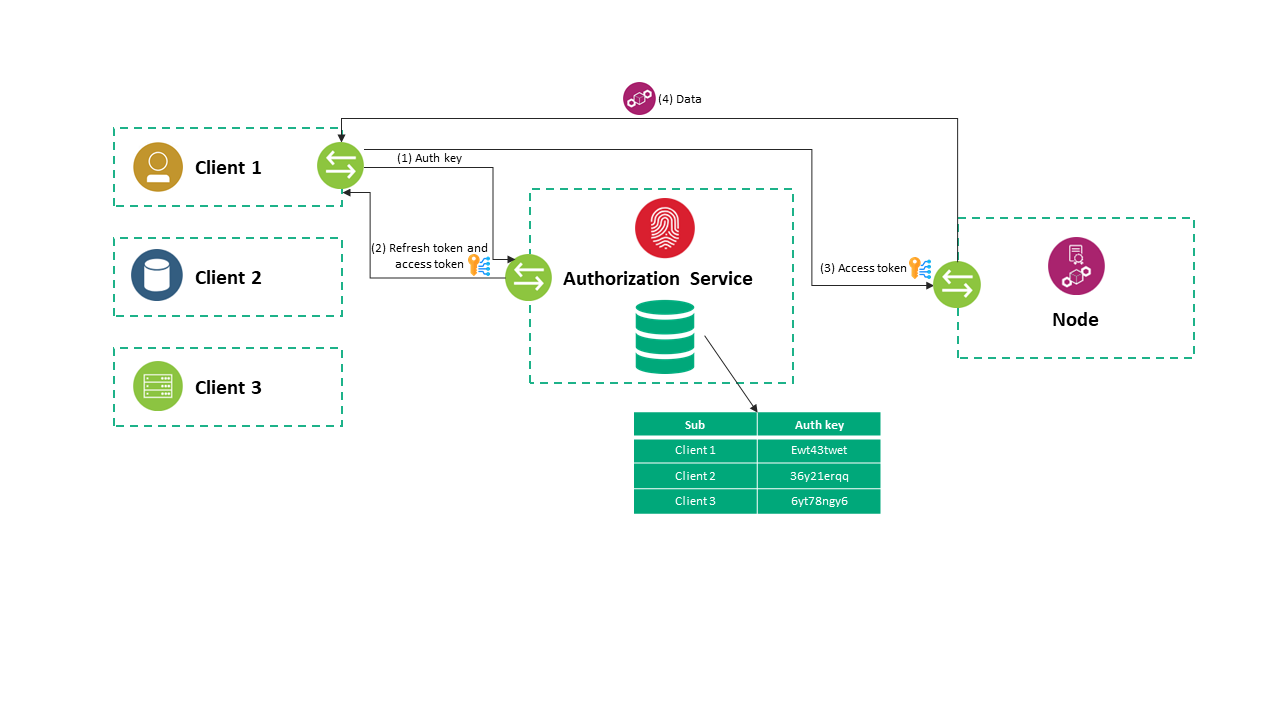 (4) Data
Client 1
(1) Auth key
(2) Refresh token and
access token
Client 2
Client 3
Authorization Service
(3) Access token
Node
Sub Auth key
Client 1 Ewt43twet
Client 2 36y21erqq
Client 3 6yt78ngy6